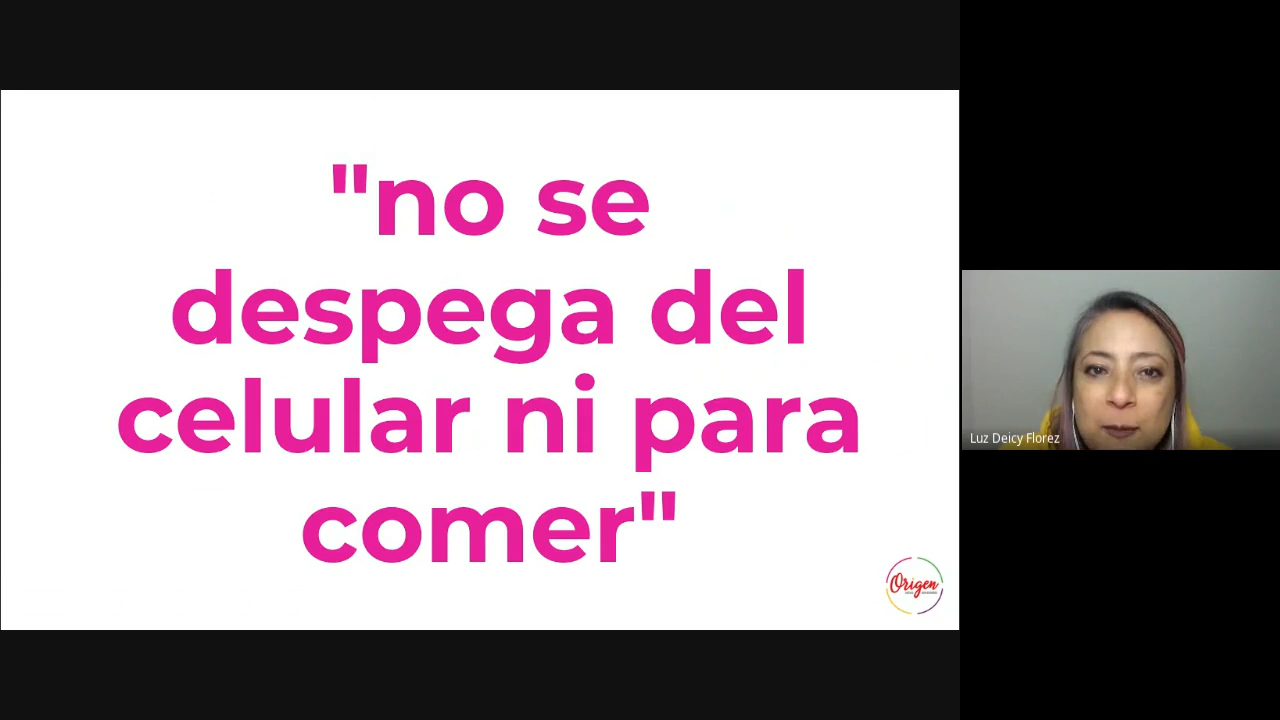 "no se
despega del
celular ni para
comer"
Origen
Luz Deicy Florez